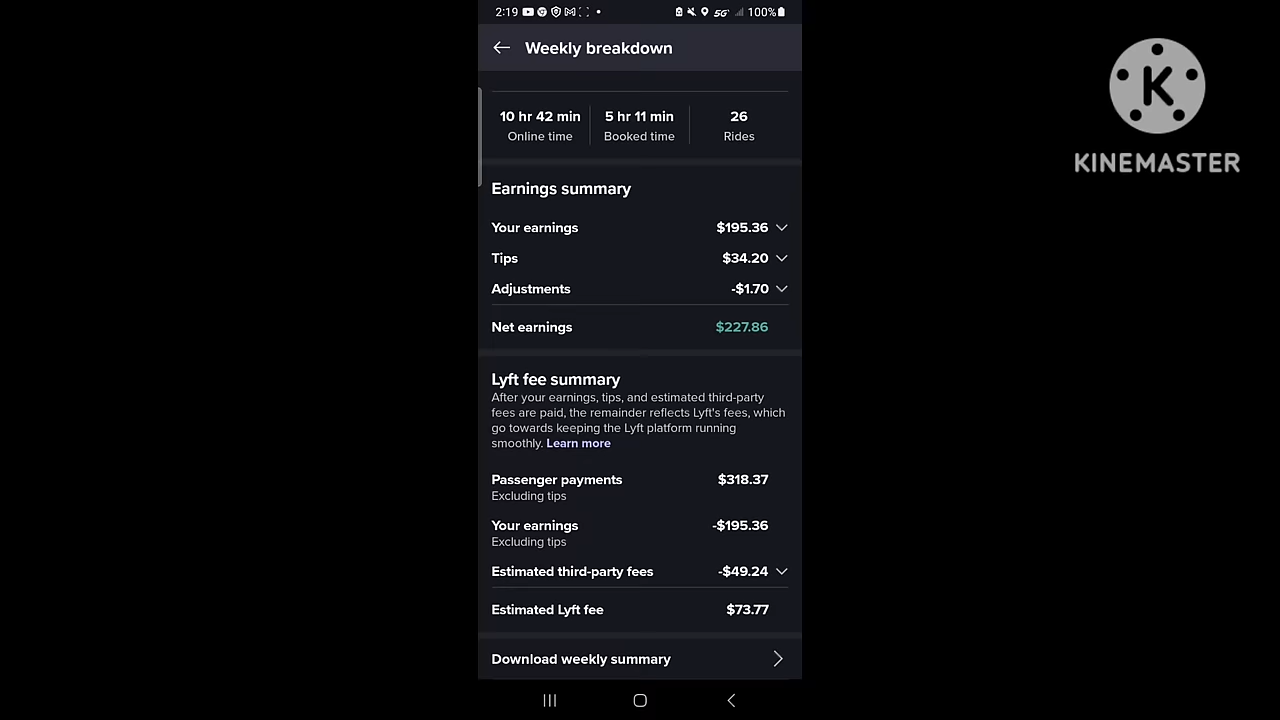 2:19 5G 100%
Weekly breakdown
K
KINEMASTER
10 hr 42 min 5 hr 11 min 26
Online time Booked time Rides
Earnings summary
Your earnings $195.36
Tips $34.20
Adjustments -$1.70
Net earnings $227.86
Lyft fee summary
After your earnings, tips, and estimated third-party
fees are paid, the remainder reflects Lyft's fees, which
go towards keeping the Lyft platform running
smoothly. Learn more
Passenger payments $318.37
Excluding tips
Your earnings -$195.36
Excluding tips
Estimated third-party fees -$49.24
Estimated Lyft fee $73.77
Download weekly summary